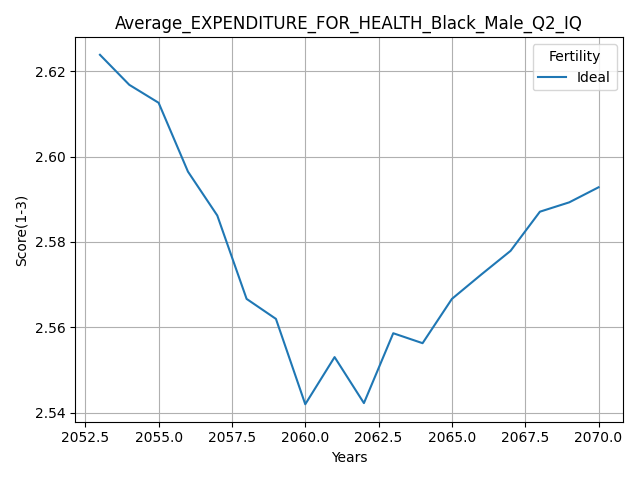 Average_EXPENDITURE_FOR_HEALTH_Black_Male_Q2_IQ
Fertility
Ideal
Score(1-3)
2.62
2.60
2.58
2.56
2.54
2052.5 2055.0 2057.5 2060.0 2062.5 2065.0 2067.5 2070.0
Years